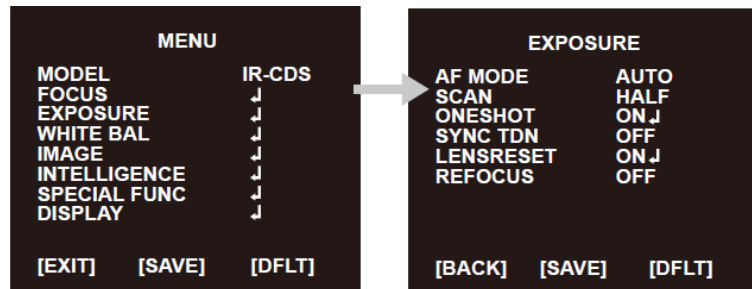 MENU
MODEL IR-CDS
FOCUS ↲
EXPOSURE ↲
WHITE BAL ↲
IMAGE ↲
INTELLIGENCE ↲
SPECIAL FUNC ↲
DISPLAY ↲
[EXIT] [SAVE] [DFLT]
EXPOSURE
AF MODE AUTO
SCAN HALF
ONESHOT ON↲
SYNC TDN OFF
LENSRESET ON↲
REFOCUS OFF
[BACK] [SAVE] [DFLT]